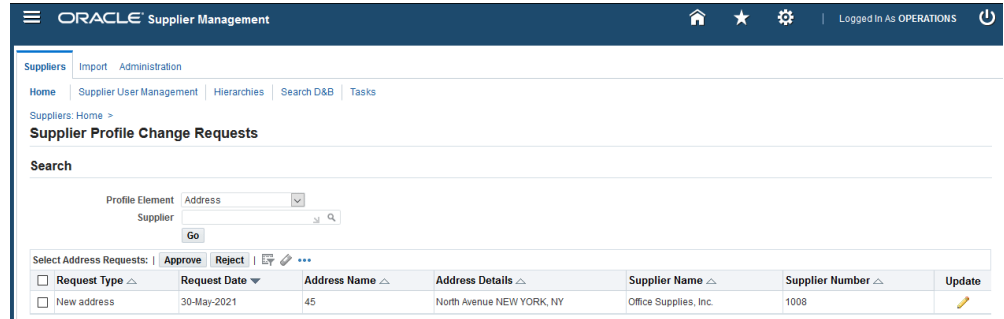 ORACLE® Supplier Management | Logged In As OPERATIONS
Suppliers Import Administration
Home Supplier User Management Hierarchies Search D&B Tasks
Suppliers: Home >
Supplier Profile Change Requests
Search
Profile Element Address
Supplier
Go
Select Address Requests: | Approve Reject | •••
Request Type Request Date Address Name Address Details Supplier Name Supplier Number Update
New address 30-May-2021 45 North Avenue NEW YORK, NY Office Supplies, Inc. 1008